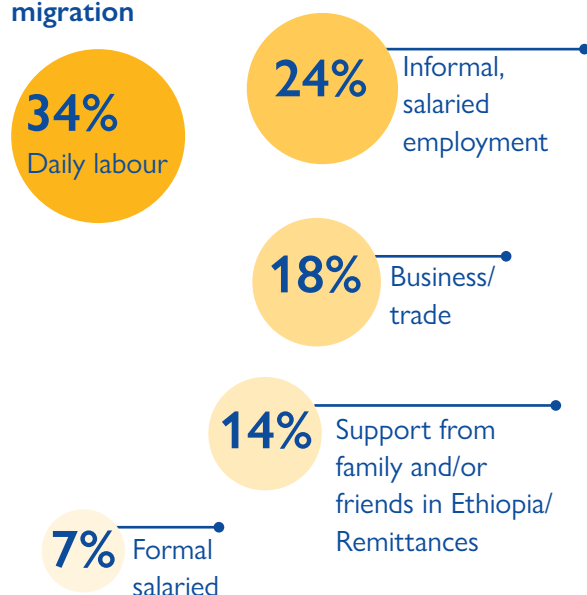 migration
34%
Daily labour
24%
Informal,
salaried
employment
18%
Business/
trade
14%
Support from
family and/or
friends in Ethiopia/
Remittances
7%
Formal
salaried